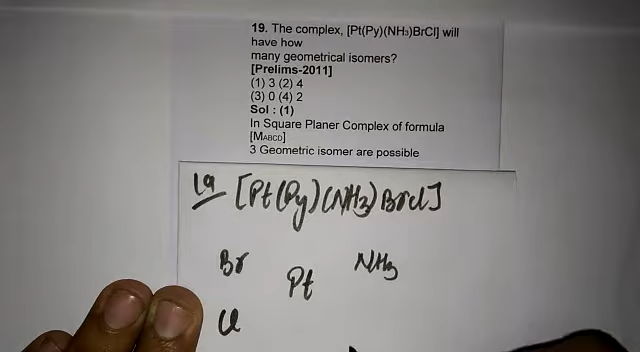 19. The complex, [Pt(Py)(NH₃)BrCl] will
have how
many geometrical isomers?
[Prelims-2011]
(1) 3 (2) 4
(3) 0 (4) 2
Sol : (1)
In Square Planer Complex of formula
[MABCD]
3 Geometric isomer are possible
19 [Pt(Py)(NH3)BrCl]
Br NH3
Pt
Cl